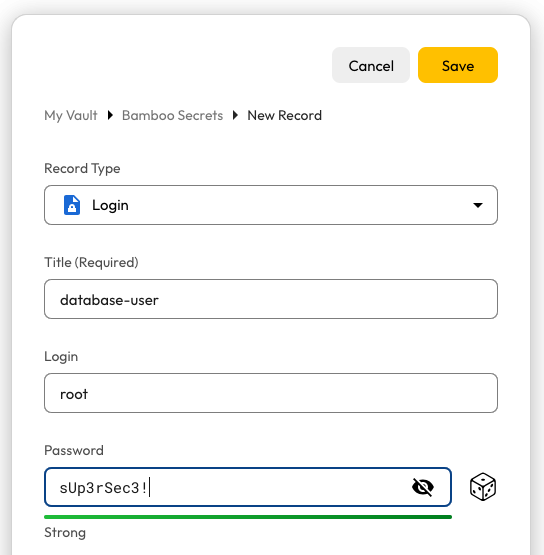 Cancel Save
My Vault Bamboo Secrets New Record
Record Type
Login
Title (Required)
database-user
Login
root
Password
sUp3rSec3!
Strong